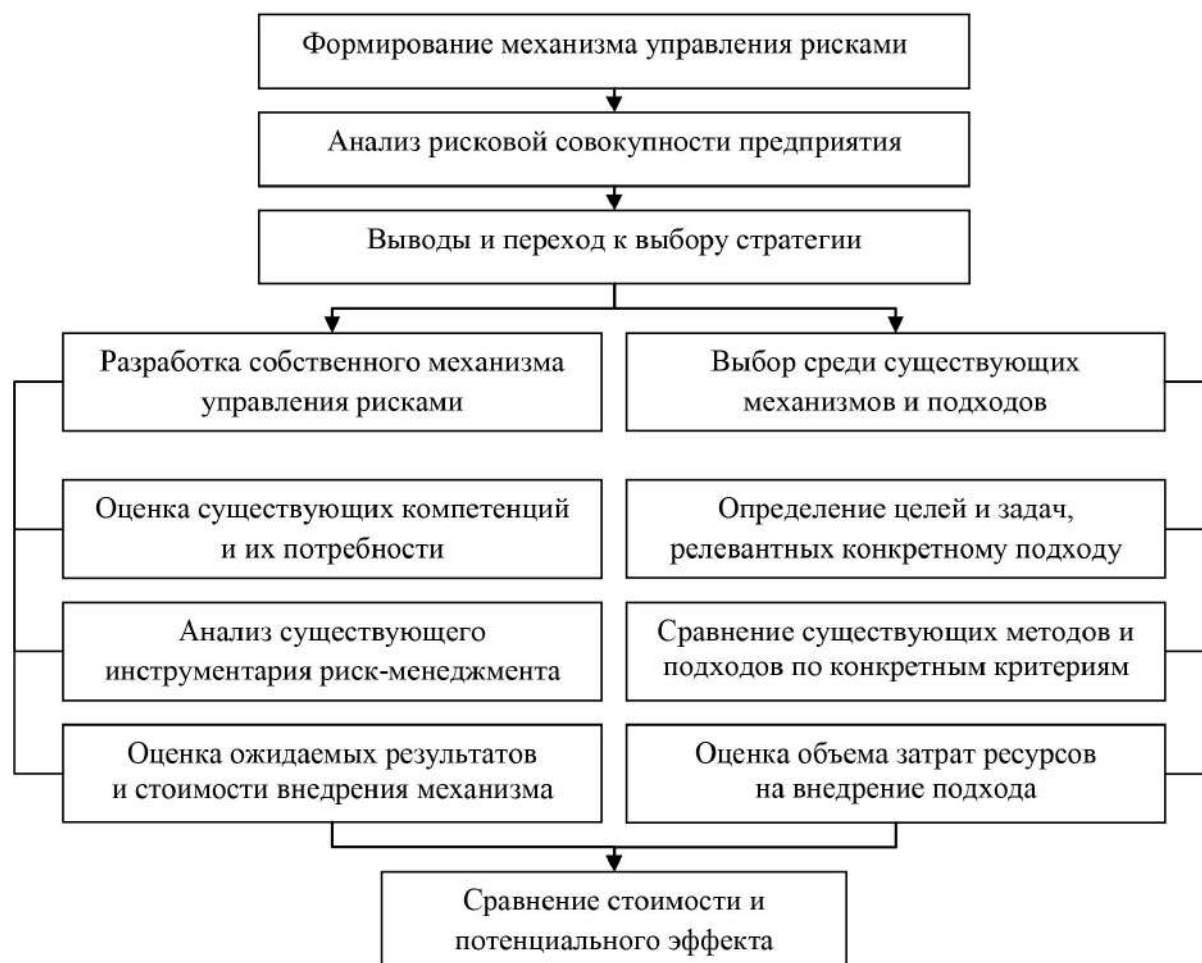 Формирование механизма управления рисками
Анализ рисковой совокупности предприятия
Выводы и переход к выбору стратегии
Разработка собственного механизма
управления рисками
Выбор среди существующих
механизмов и подходов
Оценка существующих компетенций
и их потребности
Определение целей и задач,
релевантных конкретному подходу
Анализ существующего
инструментария риск-менеджмента
Сравнение существующих методов и
подходов по конкретным критериям
Оценка ожидаемых результатов
и стоимости внедрения механизма
Оценка объема затрат ресурсов
на внедрение подхода
Сравнение стоимости и
потенциального эффекта